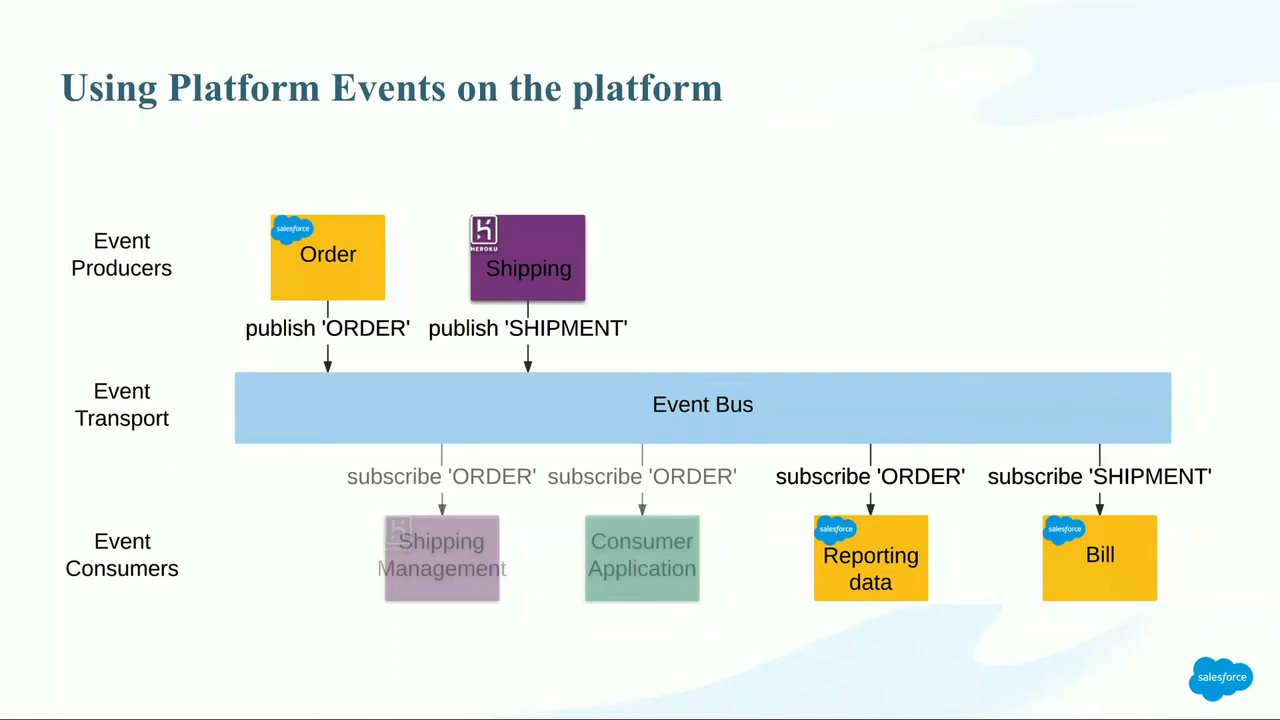 Using Platform Events on the platform
Event
Producers
salesforce
Order
HEROKU
Shipping
publish 'ORDER'
publish 'SHIPMENT'
Event
Transport
Event Bus
subscribe 'ORDER'
subscribe 'ORDER'
subscribe 'ORDER'
subscribe 'SHIPMENT'
Event
Consumers
Shipping
Management
Consumer
Application
salesforce
Reporting
data
salesforce
Bill
salesforce